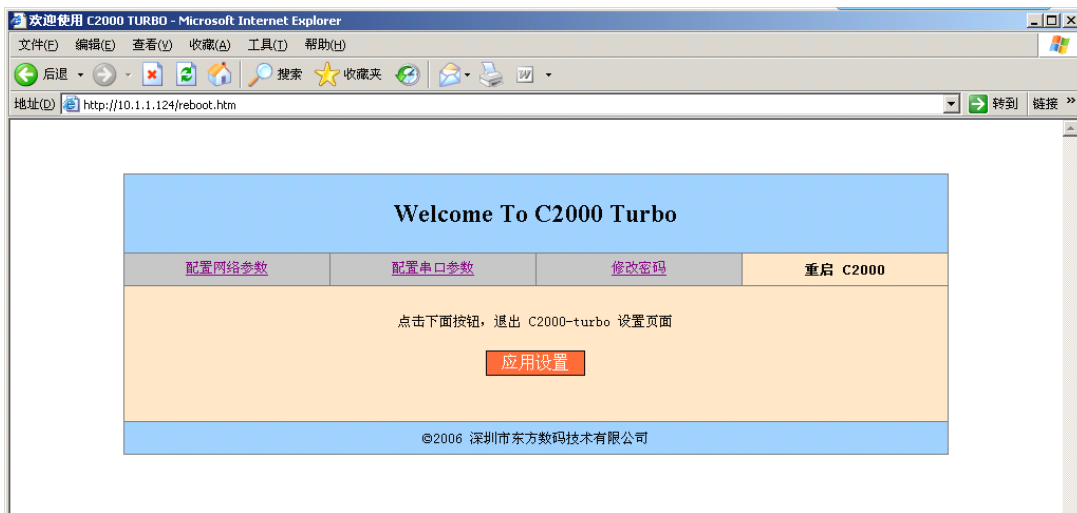 欢迎使用 C2000 TURBO - Microsoft Internet Explorer
文件(F) 编辑(E) 查看(V) 收藏(A) 工具(T) 帮助(H)
后退 搜索 收藏夹
地址(D) http://10.1.1.124/reboot.htm 转到 链接 »
Welcome To C2000 Turbo
配置网络参数 配置串口参数 修改密码 重启 C2000
点击下面按钮，退出 C2000-turbo 设置页面
应用设置
©2006 深圳市东方数码技术有限公司